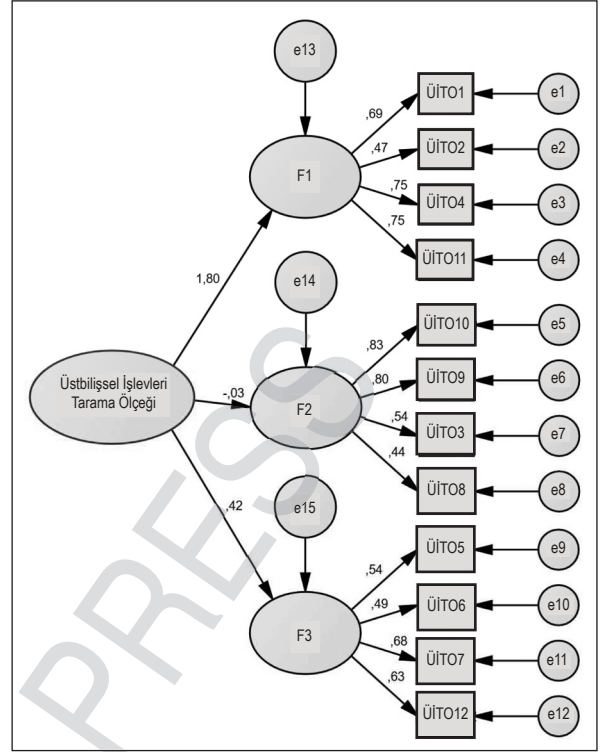 e13
ÜİTO1
e1
,69
ÜİTO2
e2
,47
F1
,75
ÜİTO4
e3
,75
ÜİTO11
e4
1,80
e14
ÜİTO10
e5
,83
ÜİTO9
e6
,80
Üstbilişsel İşlevleri
Tarama Ölçeği
-,03
F2
,54
ÜİTO3
e7
,44
ÜİTO8
e8
,42
e15
ÜİTO5
e9
,54
ÜİTO6
e10
,49
F3
,68
ÜİTO7
e11
,63
ÜİTO12
e12
PRESS